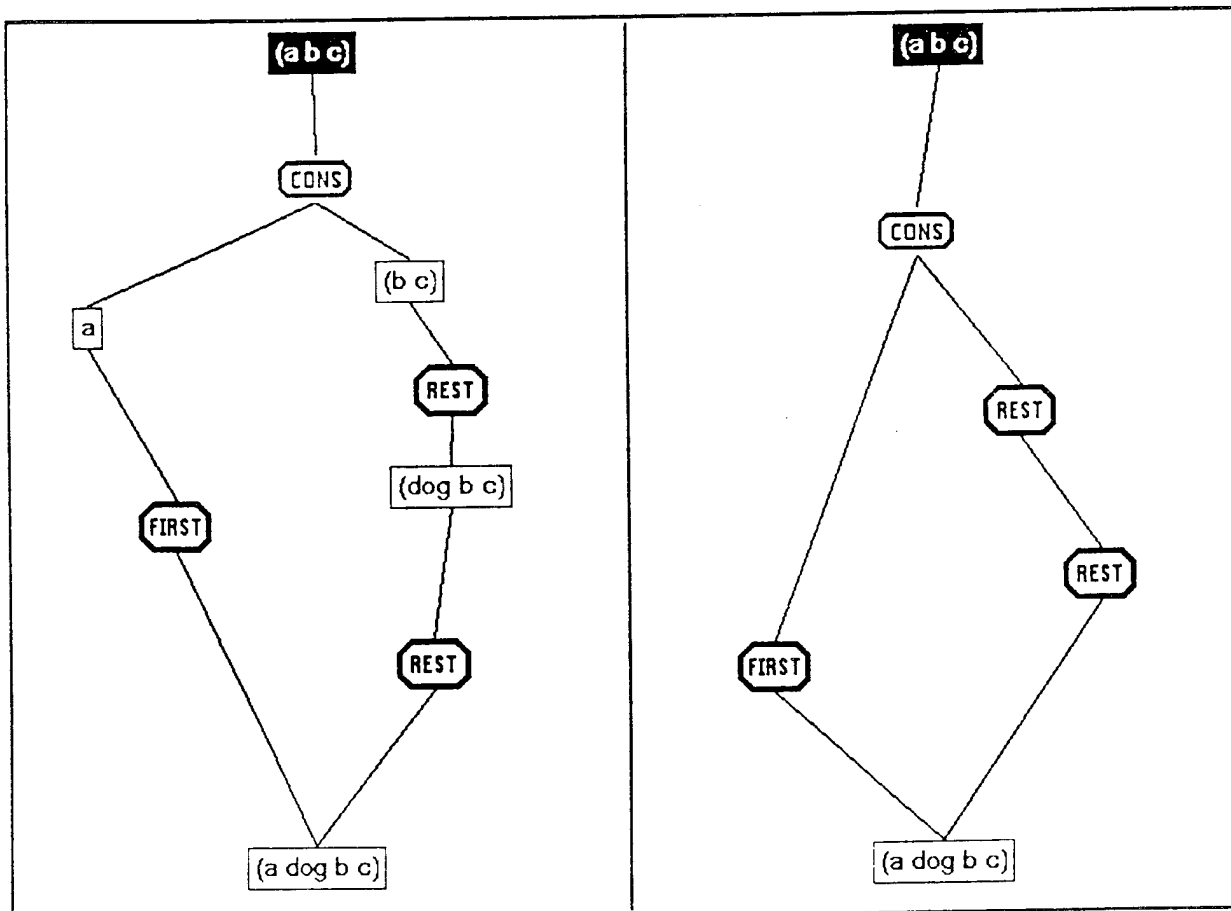 (a b c)
CONS
(b c)
a
REST
(dog b c)
FIRST
REST
(a dog b c)
(a b c)
CONS
REST
REST
FIRST
(a dog b c)